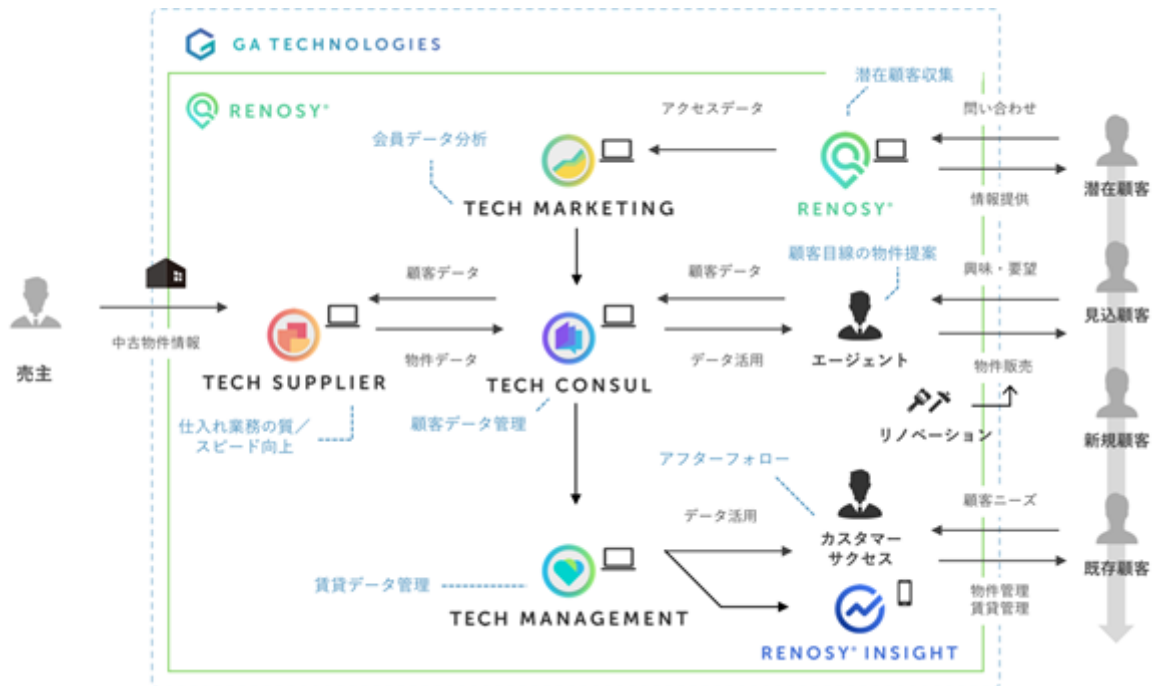 GA TECHNOLOGIES
RENOSY®
潜在顧客収集
アクセスデータ
問い合わせ
会員データ分析
TECH MARKETING
RENOSY®
情報提供
潜在顧客
顧客目線の物件提案
顧客データ
顧客データ
興味・要望
見込顧客
中古物件情報
物件データ
データ活用
エージェント
物件販売
売主
TECH SUPPLIER
TECH CONSUL
仕入れ業務の質／
スピード向上
顧客データ管理
リノベーション
新規顧客
アフターフォロー
データ活用
顧客ニーズ
カスタマー
サクセス
既存顧客
賃貸データ管理
物件管理
賃貸管理
TECH MANAGEMENT
RENOSY® INSIGHT